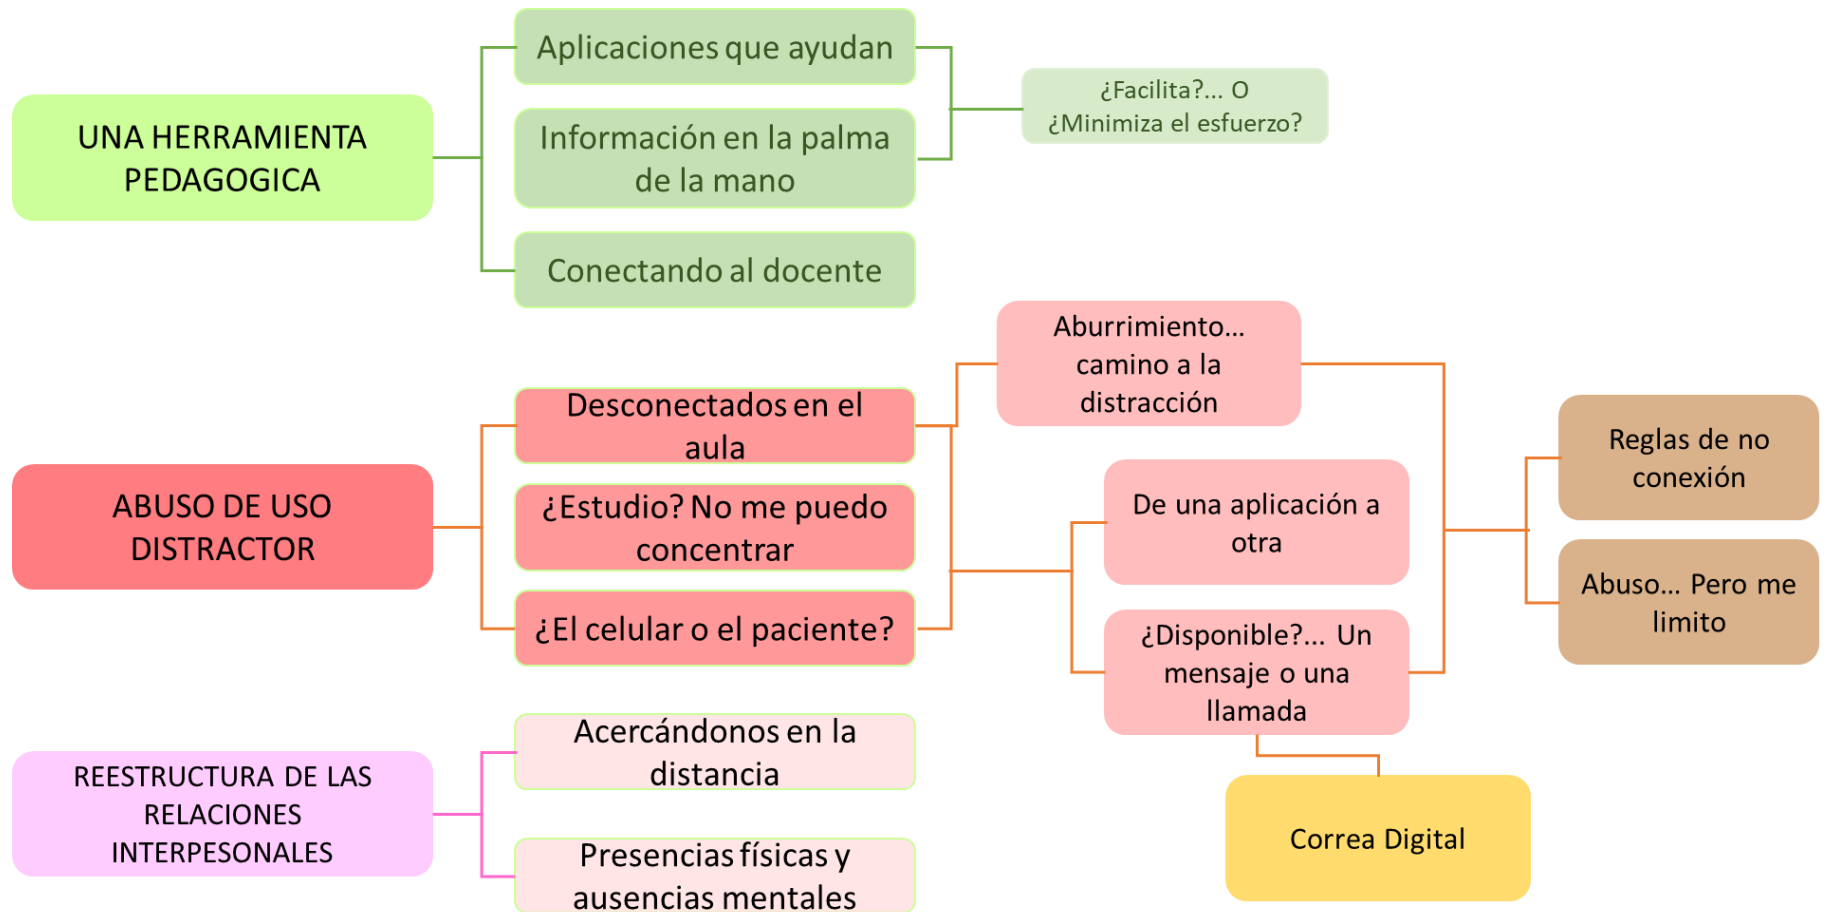 Aplicaciones que ayudan
¿Facilita?... O
¿Minimiza el esfuerzo?
UNA HERRAMIENTA
PEDAGOGICA
Información en la palma
de la mano
Conectando al docente
Aburrimiento...
camino a la
distracción
Desconectados en el
aula
Reglas de no
conexión
ABUSO DE USO
DISTRACTOR
¿Estudio? No me puedo
concentrar
De una aplicación a
otra
Abuso... Pero me
limito
¿El celular o el paciente?
¿Disponible?... Un
mensaje o una
llamada
Acercándonos en la
distancia
REESTRUCTURA DE LAS
RELACIONES
INTERPESONALES
Correa Digital
Presencias físicas y
ausencias mentales